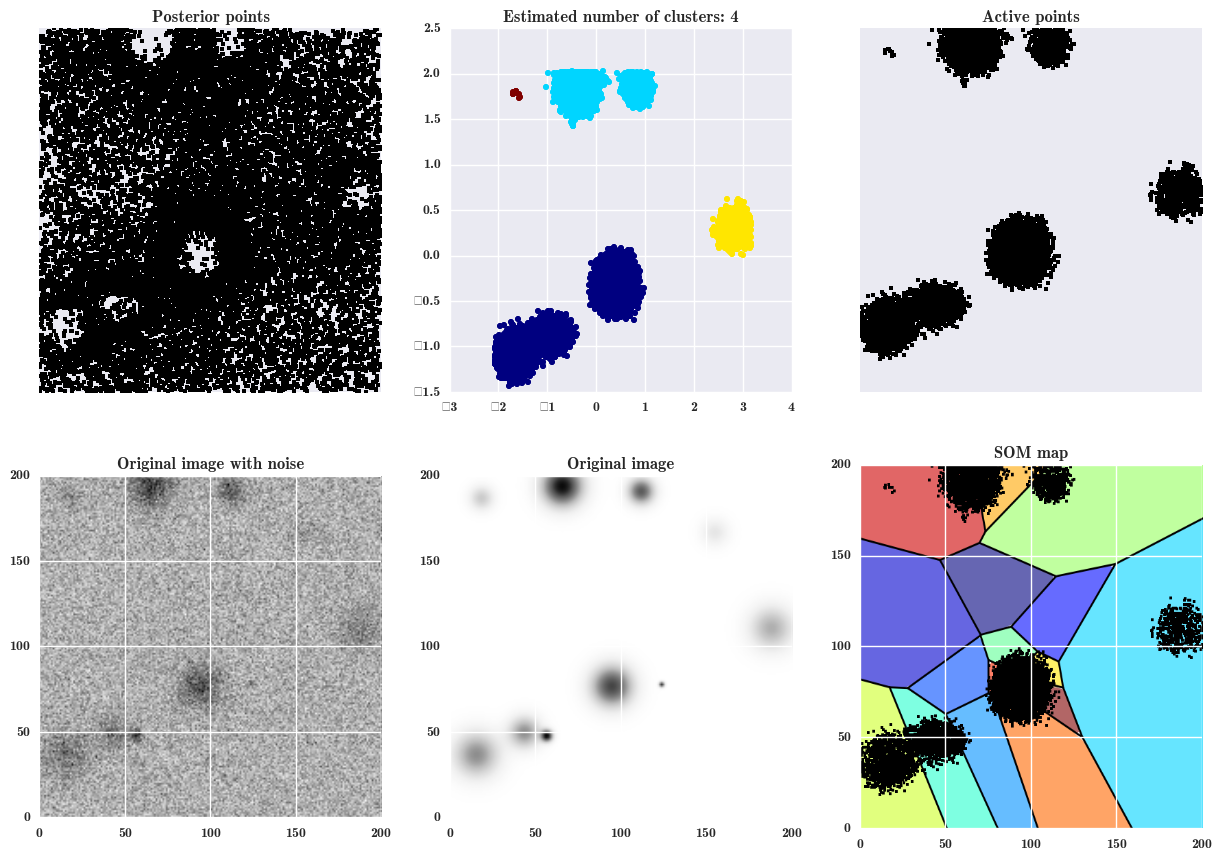 Posterior points
Estimated number of clusters: 4
Active points
2.5
2.0
1.5
1.0
0.5
0.0
□0.5
□1.0
□1.5
□3 □2 □1 0 1 2 3 4
Original image with noise
Original image
SOM map
200
150
100
50
0
0 50 100 150 200
200
150
100
50
0
0 50 100 150 200
200
150
100
50
0
0 50 100 150 200